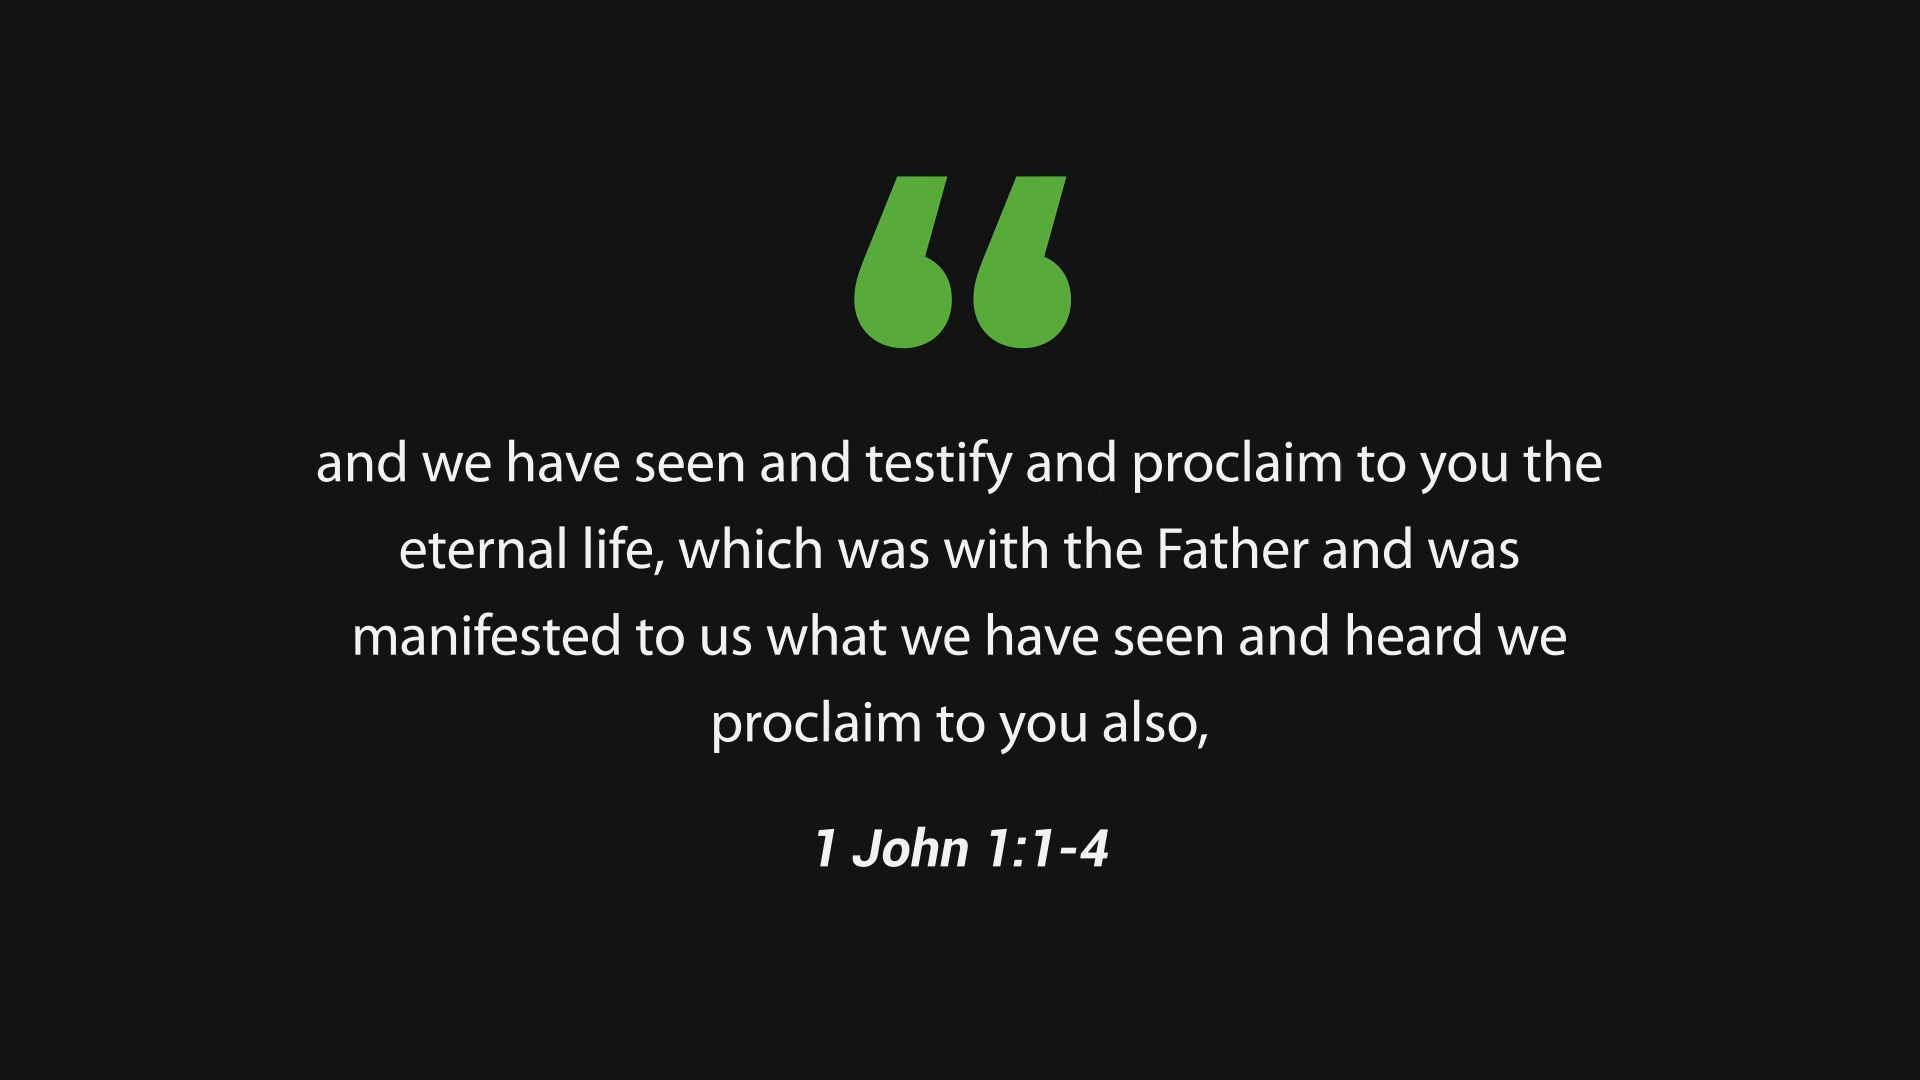 “
and we have seen and testify and proclaim to you the
eternal life, which was with the Father and was
manifested to us what we have seen and heard we
proclaim to you also,
1 John 1:1-4